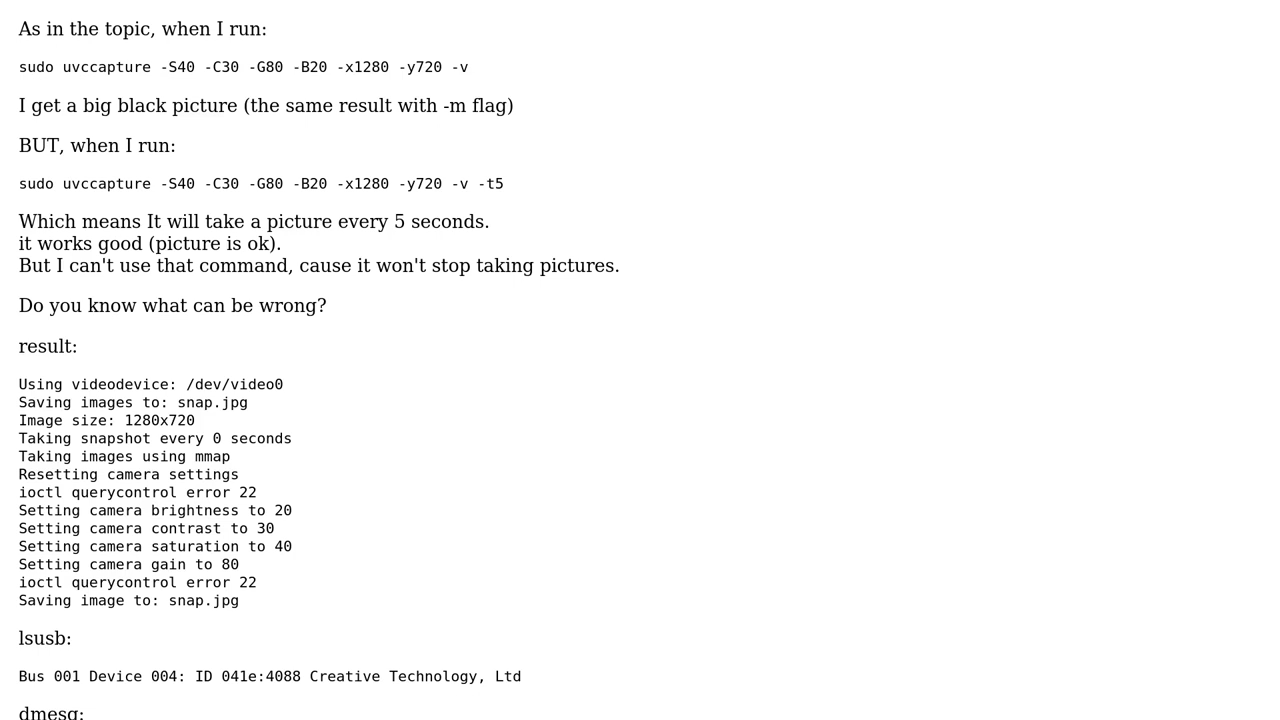 As in the topic, when I run:
sudo uvccapture -S40 -C30 -G80 -B20 -x1280 -y720 -v
I get a big black picture (the same result with -m flag)
BUT, when I run:
sudo uvccapture -S40 -C30 -G80 -B20 -x1280 -y720 -v -t5
Which means It will take a picture every 5 seconds.
it works good (picture is ok).
But I can't use that command, cause it won't stop taking pictures.
Do you know what can be wrong?
result:
Using videodevice: /dev/video0
Saving images to: snap.jpg
Image size: 1280x720
Taking snapshot every 0 seconds
Taking images using mmap
Resetting camera settings
ioctl querycontrol error 22
Setting camera brightness to 20
Setting camera contrast to 30
Setting camera saturation to 40
Setting camera gain to 80
ioctl querycontrol error 22
Saving image to: snap.jpg
lsusb:
Bus 001 Device 004: ID 041e:4088 Creative Technology, Ltd
dmesg: